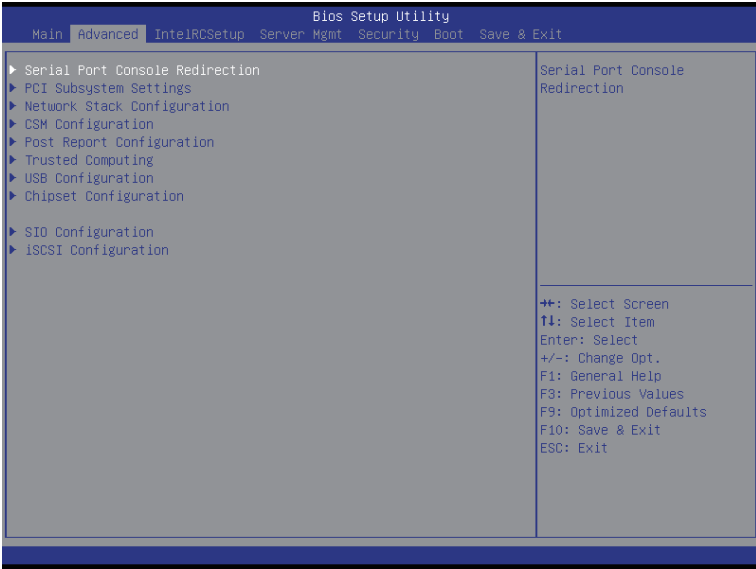 Bios Setup Utility
Main Advanced IntelRCSetup Server Mgmt Security Boot Save & Exit
Serial Port Console Redirection
PCI Subsystem Settings
Network Stack Configuration
CSM Configuration
Post Report Configuration
Trusted Computing
USB Configuration
Chipset Configuration
SIO Configuration
iSCSI Configuration
Serial Port Console
Redirection
→←: Select Screen
↑↓: Select Item
Enter: Select
+/-: Change Opt.
F1: General Help
F3: Previous Values
F9: Optimized Defaults
F10: Save & Exit
ESC: Exit